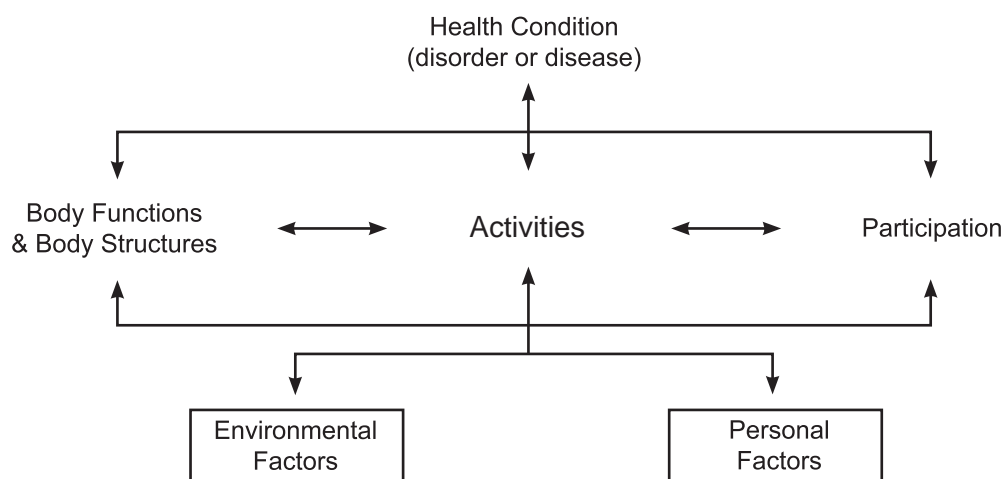 Health Condition
(disorder or disease)
Body Functions
& Body Structures
Activities
Participation
Environmental
Factors
Personal
Factors